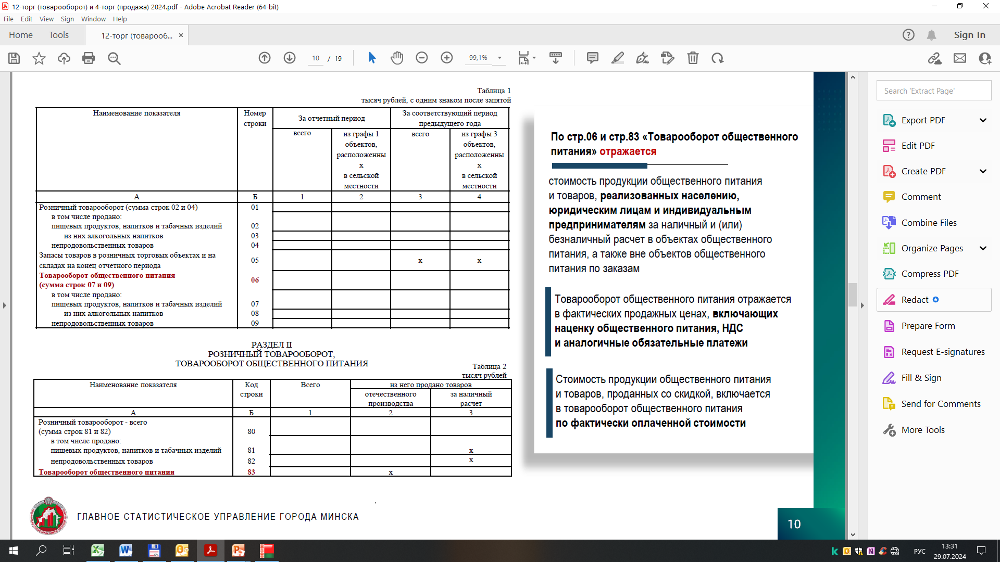 12-торг (товарооборот) и 4-торг (продажа) 2024.pdf - Adobe Acrobat Reader (64-bit)
File Edit View Sign Window Help
Home Tools 12-торг (товарооб... × Sign In
10 / 19 99,1%
Таблица 1
тысяч рублей, с одним знаком после запятой
Наименование показателя
Номер
строки
За отчетный период
За соответствующий период
предыдущего года
всего
из графы 1
объектов,
расположенны
х
в сельской
местности
всего
из графы 3
объектов,
расположенны
х
в сельской
местности
А Б 1 2 3 4
Розничный товарооборот (сумма строк 02 и 04) 01
в том числе продано:
пищевых продуктов, напитков и табачных изделий 02
из них алкогольных напитков 03
непродовольственных товаров 04
Запасы товаров в розничных торговых объектах и на
складах на конец отчетного периода 05 х х
Товарооборот общественного питания
(сумма строк 07 и 09) 06
в том числе продано:
пищевых продуктов, напитков и табачных изделий 07
из них алкогольных напитков 08
непродовольственных товаров 09
РАЗДЕЛ II
РОЗНИЧНЫЙ ТОВАРООБОРОТ,
ТОВАРООБОРОТ ОБЩЕСТВЕННОГО ПИТАНИЯ
Таблица 2
тысяч рублей
Наименование показателя
Код
строки
Всего
из него продано товаров
отечественного
производства
за наличный
расчет
А Б 1 2 3
Розничный товарооборот - всего
(сумма строк 81 и 82) 80
в том числе продано:
пищевых продуктов, напитков и табачных изделий 81 х
непродовольственных товаров 82 х
Товарооборот общественного питания 83 х
ГЛАВНОЕ СТАТИСТИЧЕСКОЕ УПРАВЛЕНИЕ ГОРОДА МИНСКА
По стр.06 и стр.83 «Товарооборот общественного
питания» отражается
стоимость продукции общественного питания
и товаров, реализованных населению,
юридическим лицам и индивидуальным
предпринимателям за наличный и (или)
безналичный расчет в объектах общественного
питания, а также вне объектов общественного
питания по заказам
Товарооборот общественного питания отражается
в фактических продажных ценах, включающих
наценку общественного питания, НДС
и аналогичные обязательные платежи
Стоимость продукции общественного питания
и товаров, проданных со скидкой, включается
в товарооборот общественного питания
по фактически оплаченной стоимости
10
Search 'Extract Page'
Export PDF
Edit PDF
Create PDF
Comment
Combine Files
Organize Pages
Compress PDF
Redact
Prepare Form
Request E-signatures
Fill & Sign
Send for Comments
More Tools
РУС
13:31
29.07.2024